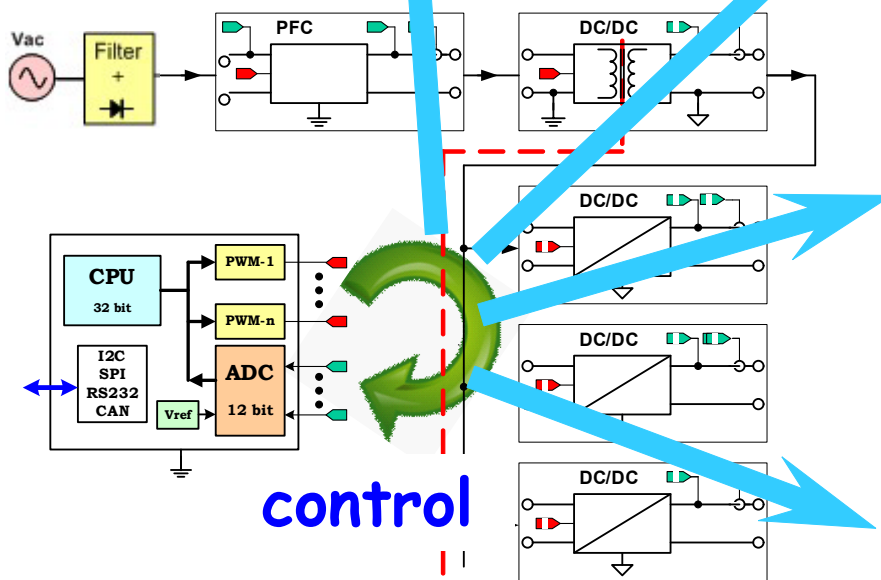 Vac
Filter
+
PFC
DC/DC
DC/DC
CPU
32 bit
PWM-1
PWM-n
I2C
SPI
RS232
CAN
ADC
12 bit
Vref
DC/DC
control
DC/DC